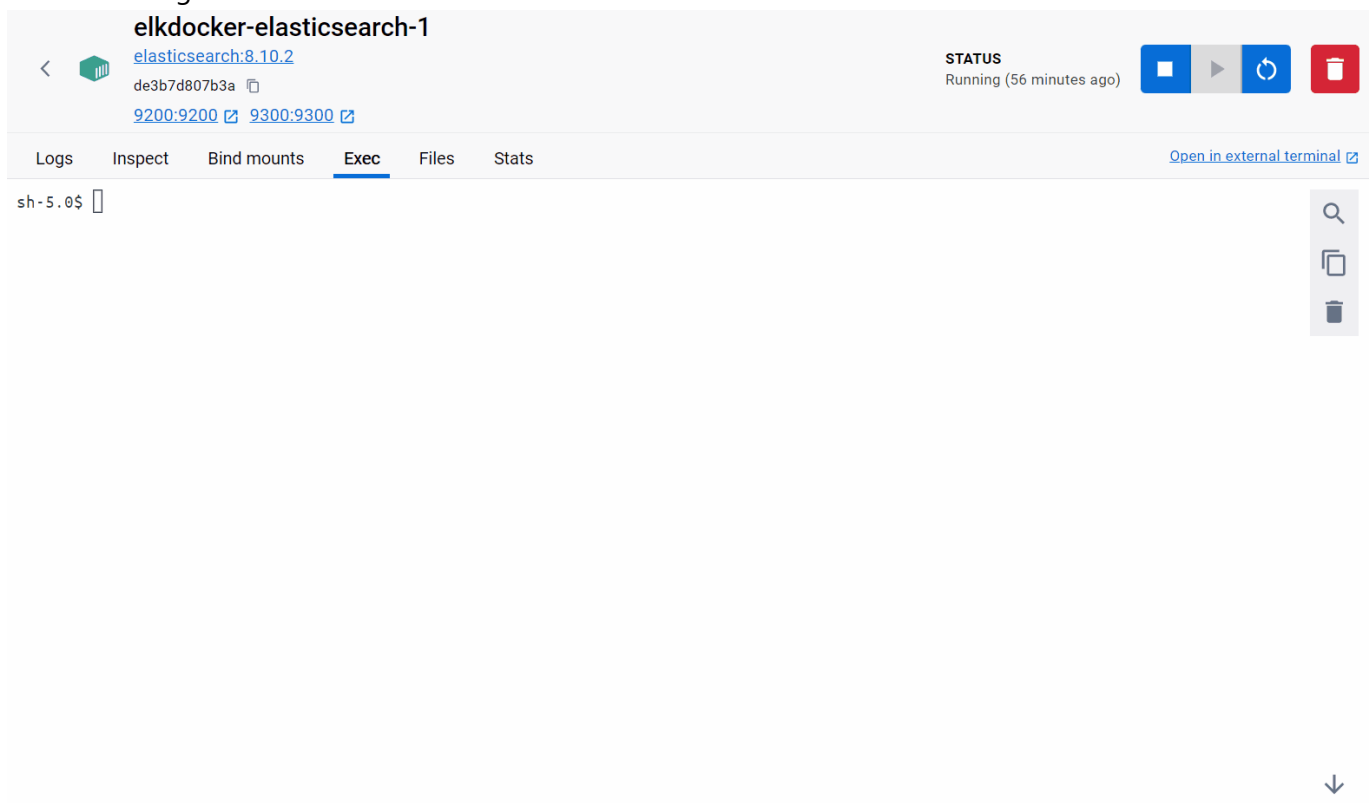 elkdocker-elasticsearch-1
elasticsearch:8.10.2
de3b7d807b3a
9200:9200 9300:9300
STATUS
Running (56 minutes ago)
Logs Inspect Bind mounts Exec Files Stats
Open in external terminal
sh-5.0$